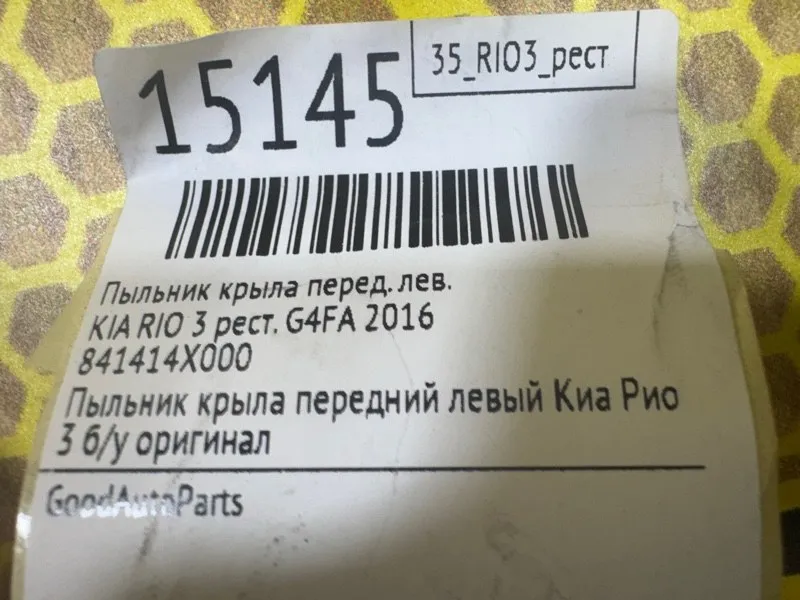 15145
35_RIO3_рест
Пыльник крыла перед. лев.
KIA RIO 3 рест. G4FA 2016
841414X000
Пыльник крыла передний левый Киа Рио
3 б/у оригинал
GoodAutoParts